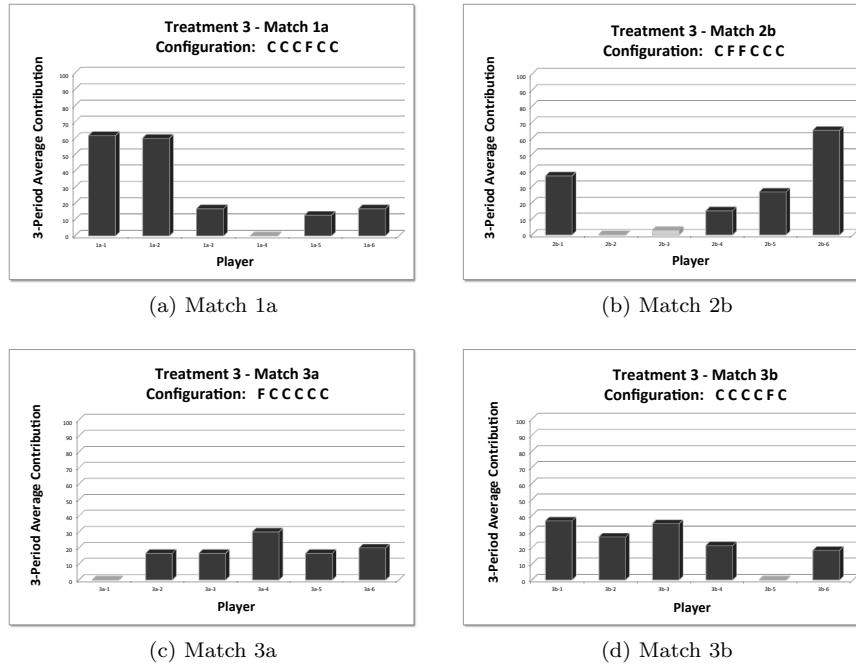 Treatment 3 - Match 1a
Configuration: C C C F C C
3-Period Average Contribution
100
90
80
70
60
50
40
30
20
10
0
1a-1 1a-2 1a-3 1a-4 1a-5 1a-6
Player
(a) Match 1a
Treatment 3 - Match 2b
Configuration: C F F C C C
3-Period Average Contribution
100
90
80
70
60
50
40
30
20
10
0
2b-1 2b-2 2b-3 2b-4 2b-5 2b-6
Player
(b) Match 2b
Treatment 3 - Match 3a
Configuration: F C C C C C
3-Period Average Contribution
100
90
80
70
60
50
40
30
20
10
0
3a-1 3a-2 3a-3 3a-4 3a-5 3a-6
Player
(c) Match 3a
Treatment 3 - Match 3b
Configuration: C C C C F C
3-Period Average Contribution
100
90
80
70
60
50
40
30
20
10
0
3b-1 3b-2 3b-3 3b-4 3b-5 3b-6
Player
(d) Match 3b